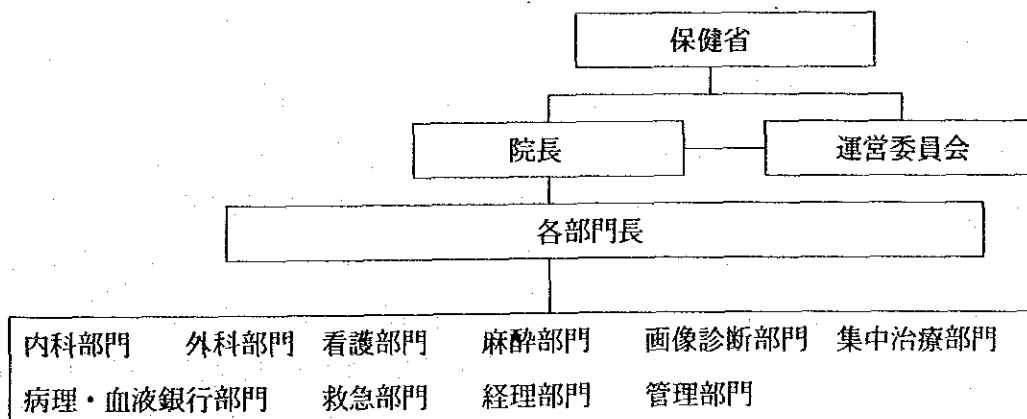 保健省
院長 運営委員会
各部門長
内科部門 外科部門 看護部門 麻酔部門 画像診断部門 集中治療部門
病理・血液銀行部門 救急部門 経理部門 管理部門